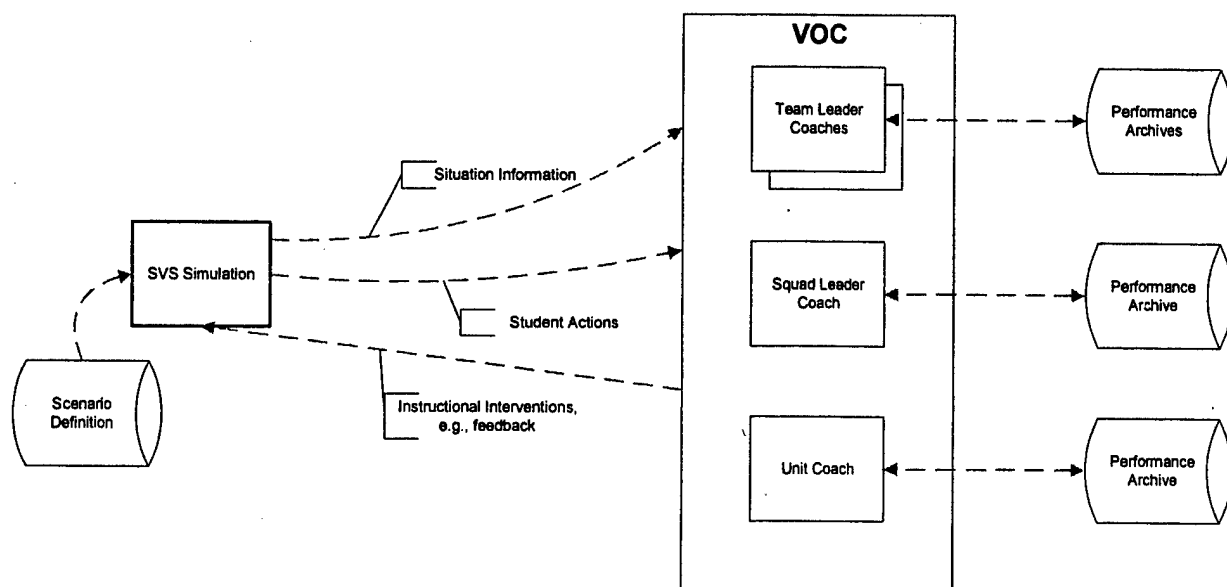 VOC
Team Leader
Coaches
Performance
Archives
Situation Information
SVS Simulation
Squad Leader
Coach
Performance
Archive
Student Actions
Scenario
Definition
Instructional Interventions,
e.g., feedback
Unit Coach
Performance
Archive